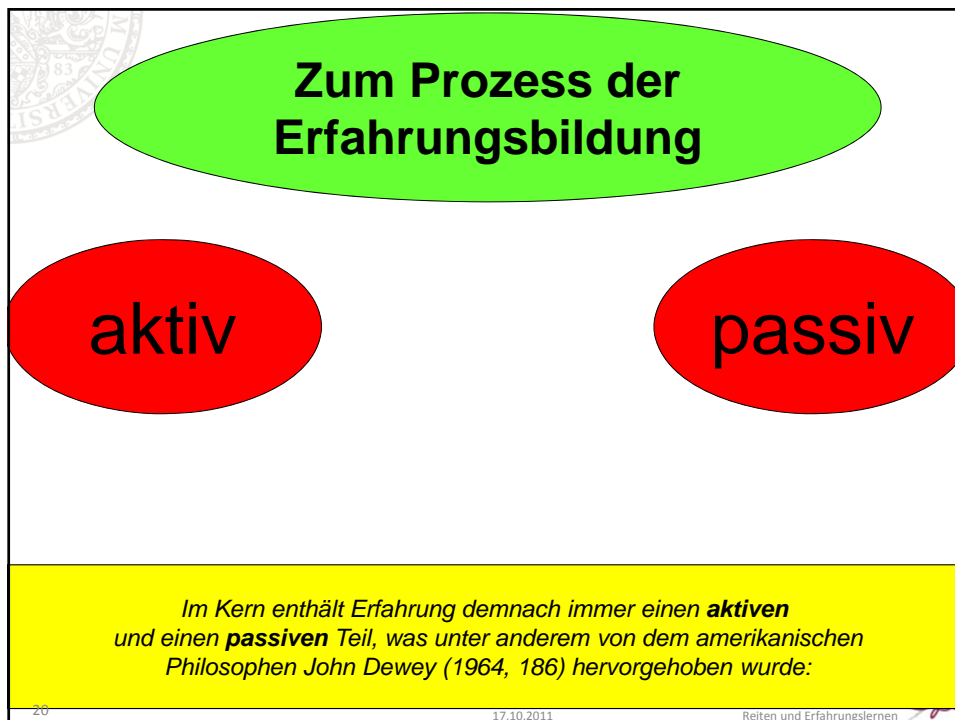 M UNIVERSIT
83
Zum Prozess der
Erfahrungsbildung
aktiv
passiv
Im Kern enthält Erfahrung demnach immer einen aktiven
und einen passiven Teil, was unter anderem von dem amerikanischen
Philosophen John Dewey (1964, 186) hervorgehoben wurde:
20
17.10.2011
Reiten und Erfahrungslernen